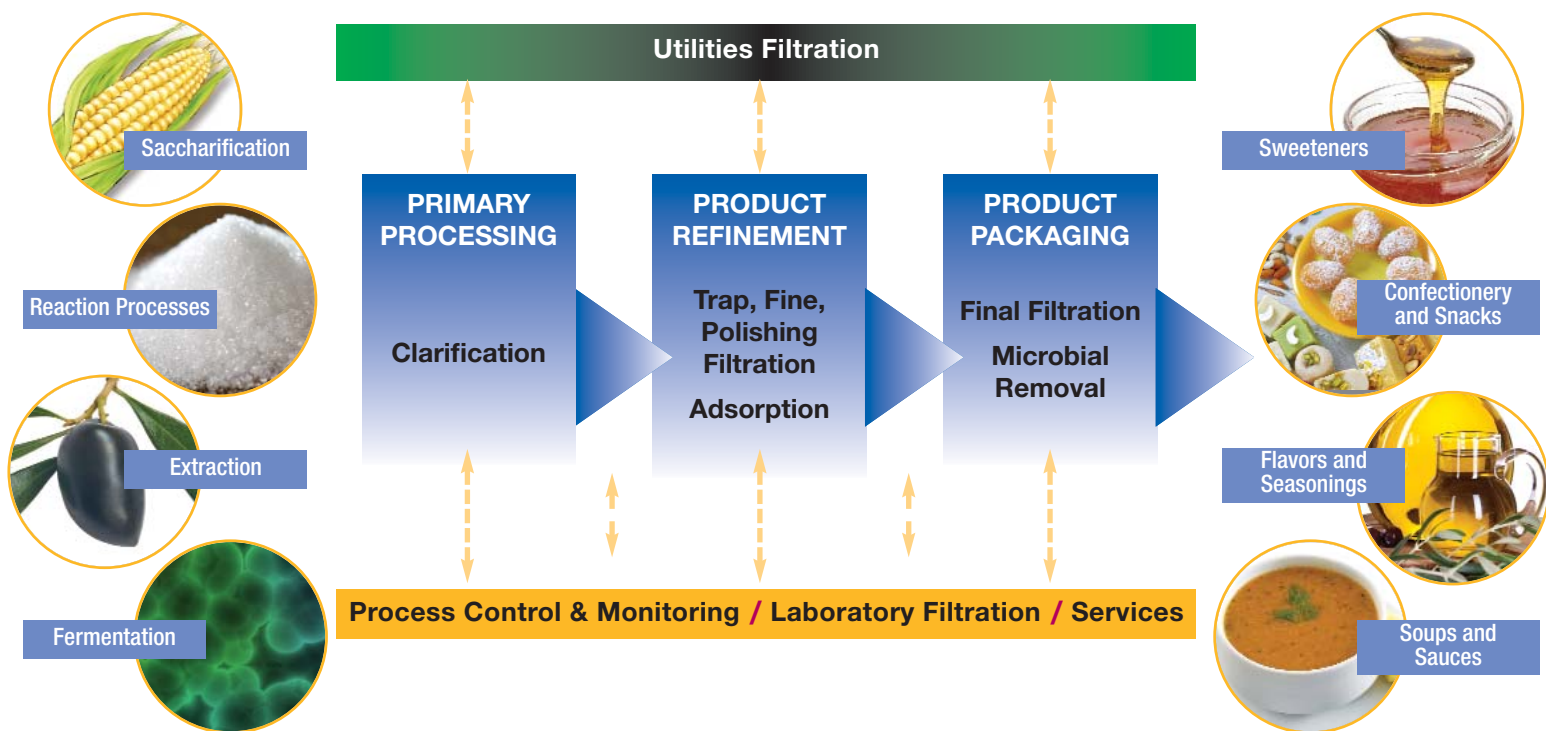 Utilities Filtration
Saccharification
Reaction Processes
Extraction
Fermentation
PRIMARY
PROCESSING
Clarification
PRODUCT
REFINEMENT
Trap, Fine,
Polishing
Filtration
Adsorption
PRODUCT
PACKAGING
Final Filtration
Microbial
Removal
Sweeteners
Confectionery
and Snacks
Flavors and
Seasonings
Soups and
Sauces
Process Control & Monitoring / Laboratory Filtration / Services